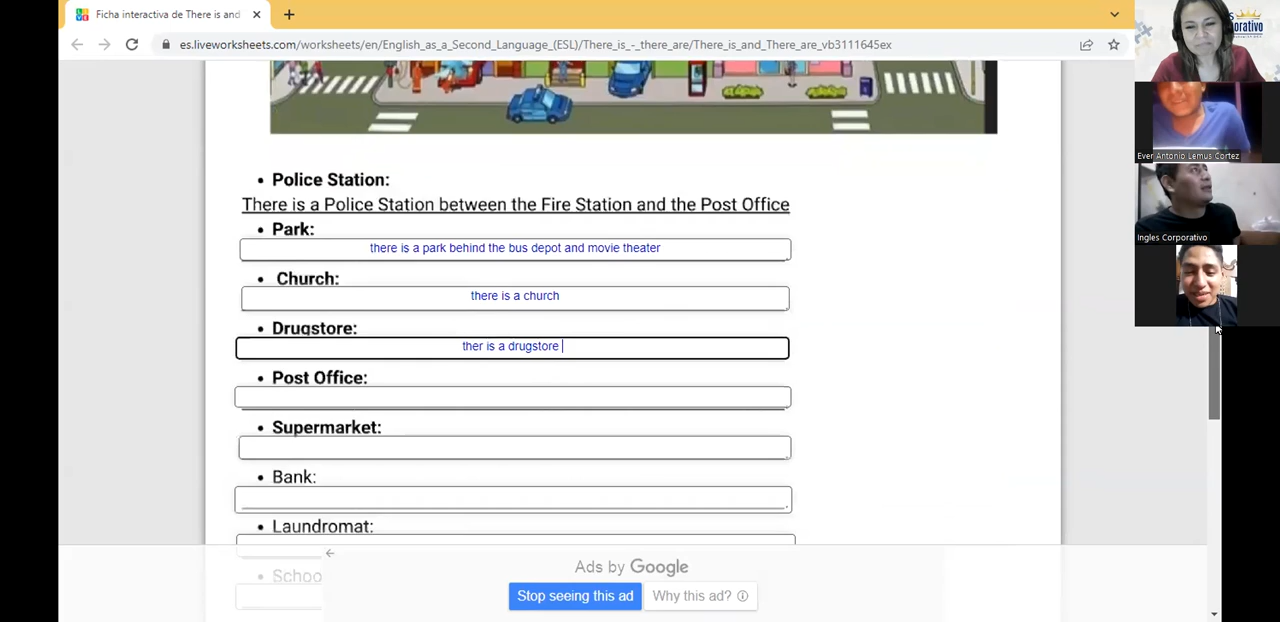 Ficha interactiva de There is and
es.liveworksheets.com/worksheets/en/English_as_a_Second_Language_(ESL)/There_is_-_there_are/There_is_and_There_are_vb3111645ex
Police Station:
There is a Police Station between the Fire Station and the Post Office
Park:
there is a park behind the bus depot and movie theater
Church:
there is a church
Drugstore:
ther is a drugstore
Post Office:
Supermarket:
Bank:
Laundromat:
Schoo
Ads by Google
Stop seeing this ad
Why this ad?
Ever Antonio Lemus Cortez
Ingles Corporativo